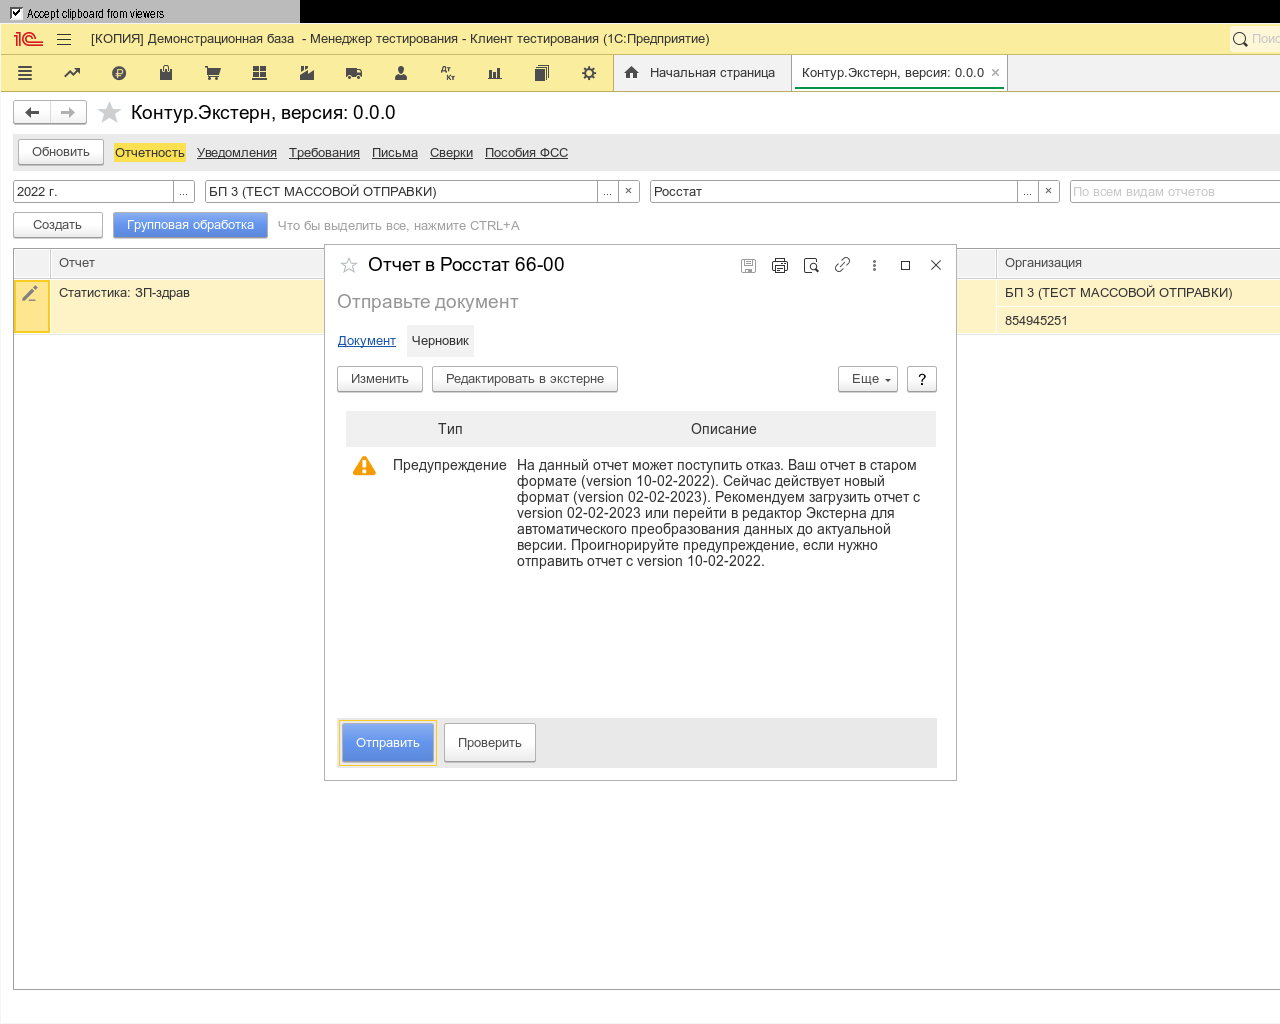 Accept clipboard from viewers
[КОПИЯ] Демонстрационная база - Менеджер тестирования - Клиент тестирования (1С:Предприятие)
Начальная страница
Контур.Экстерн, версия: 0.0.0
Контур.Экстерн, версия: 0.0.0
Обновить Отчетность Уведомления Требования Письма Сверки Пособия ФСС
2022 г. ... БП 3 (ТЕСТ МАССОВОЙ ОТПРАВКИ) ... × Росстат ... × По всем видам отчетов
Создать Групповая обработка Что бы выделить все, нажмите CTRL+A
Отчет
Организация
Статистика: ЗП-здрав
БП 3 (ТЕСТ МАССОВОЙ ОТПРАВКИ)
854945251
Отчет в Росстат 66-00
Отправьте документ
Документ Черновик
Изменить Редактировать в экстерне Еще ?
Тип Описание
Предупреждение
На данный отчет может поступить отказ. Ваш отчет в старом
формате (version 10-02-2022). Сейчас действует новый
формат (version 02-02-2023). Рекомендуем загрузить отчет с
version 02-02-2023 или перейти в редактор Экстерна для
автоматического преобразования данных до актуальной
версии. Проигнорируйте предупреждение, если нужно
отправить отчет с version 10-02-2022.
Отправить Проверить